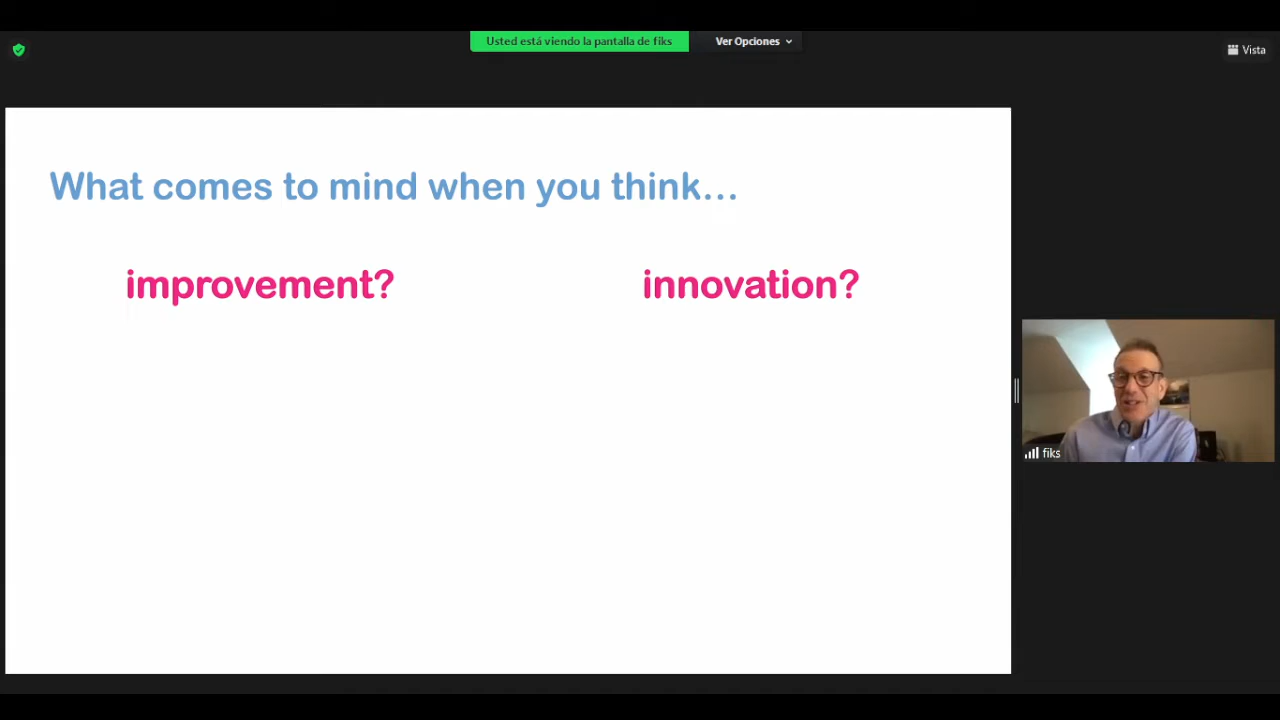 Usted está viendo la pantalla de fiks
Ver Opciones
Vista
What comes to mind when you think...
improvement?
innovation?
fiks